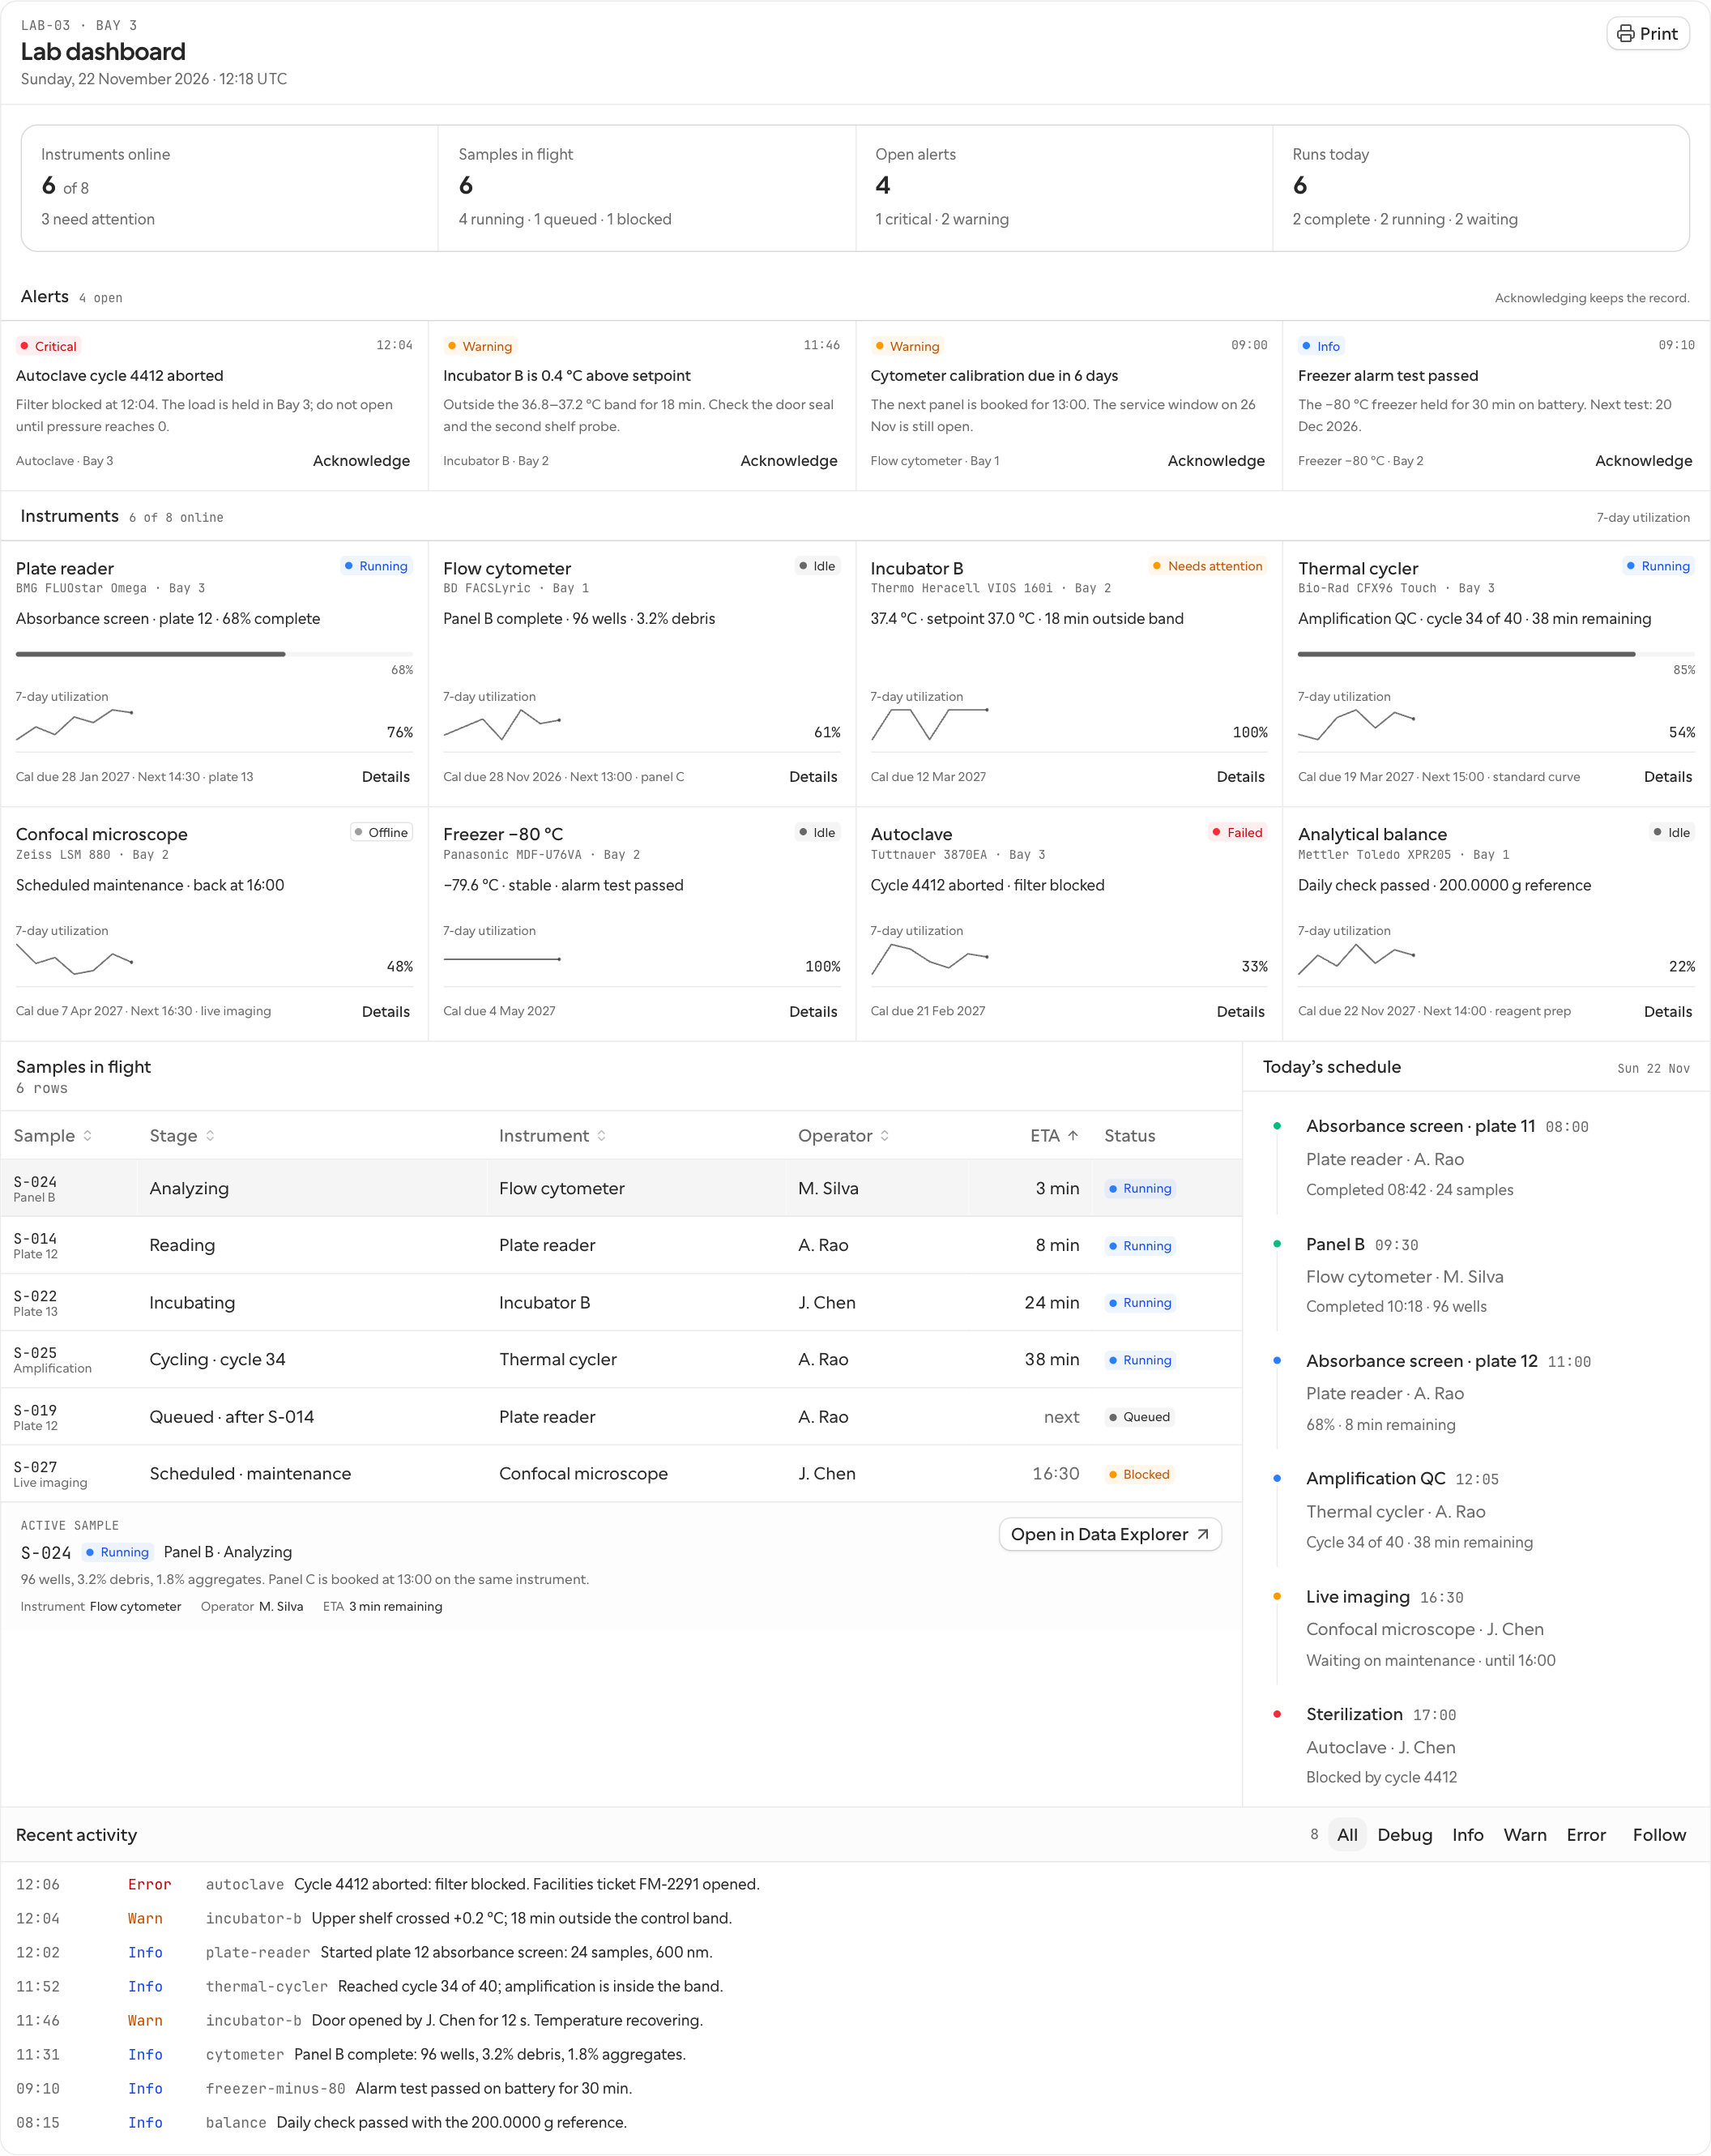 LAB-03 · BAY 3
Lab dashboard
Sunday, 22 November 2026 · 12:18 UTC
Print
Instruments online
6 of 8
3 need attention
Samples in flight
6
4 running · 1 queued · 1 blocked
Open alerts
4
1 critical · 2 warning
Runs today
6
2 complete · 2 running · 2 waiting
Alerts 4 open
Acknowledging keeps the record.
Critical 12:04
Autoclave cycle 4412 aborted
Filter blocked at 12:04. The load is held in Bay 3; do not open
until pressure reaches 0.
Autoclave · Bay 3 Acknowledge
Warning 11:46
Incubator B is 0.4 °C above setpoint
Outside the 36.8–37.2 °C band for 18 min. Check the door seal
and the second shelf probe.
Incubator B · Bay 2 Acknowledge
Warning 09:00
Cytometer calibration due in 6 days
The next panel is booked for 13:00. The service window on 26
Nov is still open.
Flow cytometer · Bay 1 Acknowledge
Info 09:10
Freezer alarm test passed
The −80 °C freezer held for 30 min on battery. Next test: 20
Dec 2026.
Freezer −80 °C · Bay 2 Acknowledge
Instruments 6 of 8 online
7-day utilization
Plate reader Running
BMG FLUOstar Omega · Bay 3
Absorbance screen · plate 12 · 68% complete
68%
7-day utilization
76%
Cal due 28 Jan 2027 · Next 14:30 · plate 13 Details
Flow cytometer Idle
BD FACSLyric · Bay 1
Panel B complete · 96 wells · 3.2% debris
7-day utilization
61%
Cal due 28 Nov 2026 · Next 13:00 · panel C Details
Incubator B Needs attention
Thermo Heracell VIOS 160i · Bay 2
37.4 °C · setpoint 37.0 °C · 18 min outside band
7-day utilization
100%
Cal due 12 Mar 2027 Details
Thermal cycler Running
Bio-Rad CFX96 Touch · Bay 3
Amplification QC · cycle 34 of 40 · 38 min remaining
85%
7-day utilization
54%
Cal due 19 Mar 2027 · Next 15:00 · standard curve Details
Confocal microscope Offline
Zeiss LSM 880 · Bay 2
Scheduled maintenance · back at 16:00
7-day utilization
48%
Cal due 7 Apr 2027 · Next 16:30 · live imaging Details
Freezer −80 °C Idle
Panasonic MDF-U76VA · Bay 2
−79.6 °C · stable · alarm test passed
7-day utilization
100%
Cal due 4 May 2027 Details
Autoclave Failed
Tuttnauer 3870EA · Bay 3
Cycle 4412 aborted · filter blocked
7-day utilization
33%
Cal due 21 Feb 2027 Details
Analytical balance Idle
Mettler Toledo XPR205 · Bay 1
Daily check passed · 200.0000 g reference
7-day utilization
22%
Cal due 22 Nov 2027 · Next 14:00 · reagent prep Details
Samples in flight
6 rows
Sample Stage Instrument Operator ETA Status
S-024 Analyzing Flow cytometer M. Silva 3 min Running
Panel B
S-014 Reading Plate reader A. Rao 8 min Running
Plate 12
S-022 Incubating Incubator B J. Chen 24 min Running
Plate 13
S-025 Cycling · cycle 34 Thermal cycler A. Rao 38 min Running
Amplification
S-019 Queued · after S-014 Plate reader A. Rao next Queued
Plate 12
S-027 Scheduled · maintenance Confocal microscope J. Chen 16:30 Blocked
Live imaging
ACTIVE SAMPLE
S-024 Running Panel B · Analyzing
Open in Data Explorer
96 wells, 3.2% debris, 1.8% aggregates. Panel C is booked at 13:00 on the same instrument.
Instrument Flow cytometer Operator M. Silva ETA 3 min remaining
Today’s schedule Sun 22 Nov
Absorbance screen · plate 11 08:00
Plate reader · A. Rao
Completed 08:42 · 24 samples
Panel B 09:30
Flow cytometer · M. Silva
Completed 10:18 · 96 wells
Absorbance screen · plate 12 11:00
Plate reader · A. Rao
68% · 8 min remaining
Amplification QC 12:05
Thermal cycler · A. Rao
Cycle 34 of 40 · 38 min remaining
Live imaging 16:30
Confocal microscope · J. Chen
Waiting on maintenance · until 16:00
Sterilization 17:00
Autoclave · J. Chen
Blocked by cycle 4412
Recent activity
8 All Debug Info Warn Error Follow
12:06 Error autoclave Cycle 4412 aborted: filter blocked. Facilities ticket FM-2291 opened.
12:04 Warn incubator-b Upper shelf crossed +0.2 °C; 18 min outside the control band.
12:02 Info plate-reader Started plate 12 absorbance screen: 24 samples, 600 nm.
11:52 Info thermal-cycler Reached cycle 34 of 40; amplification is inside the band.
11:46 Warn incubator-b Door opened by J. Chen for 12 s. Temperature recovering.
11:31 Info cytometer Panel B complete: 96 wells, 3.2% debris, 1.8% aggregates.
09:10 Info freezer-minus-80 Alarm test passed on battery for 30 min.
08:15 Info balance Daily check passed with the 200.0000 g reference.